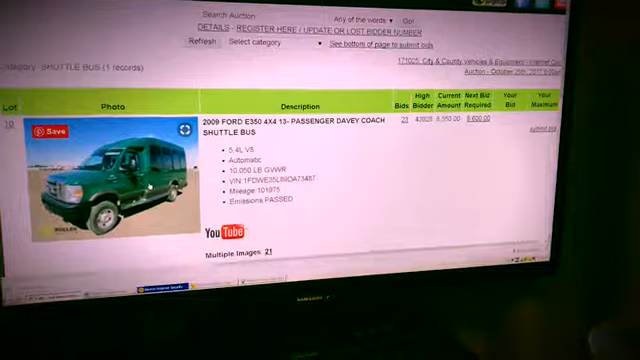 Search Auction:
Any of the words
Go!
DETAILS - REGISTER HERE / UPDATE OR LOST BIDDER NUMBER
Refresh
Select category
See bottom of page to submit bids
Category: SHUTTLE BUS (1 records)
171025, City & County Vehicles & Equipment - Internet
Auction - October 25th, 2017
Lot
Photo
Description
Bids
High Bidder
Current Amount
Next Bid Required
Your Bid
Your Maximum
10
Save
2009 FORD E350 4X4 13- PASSENGER DAVEY COACH
SHUTTLE BUS
submit bid
5.4L V8
Automatic
10,050 LB GVWR
Mileage 101975
Emissions PASSED
YouTube
Multiple Images: 21
SAMSUNG